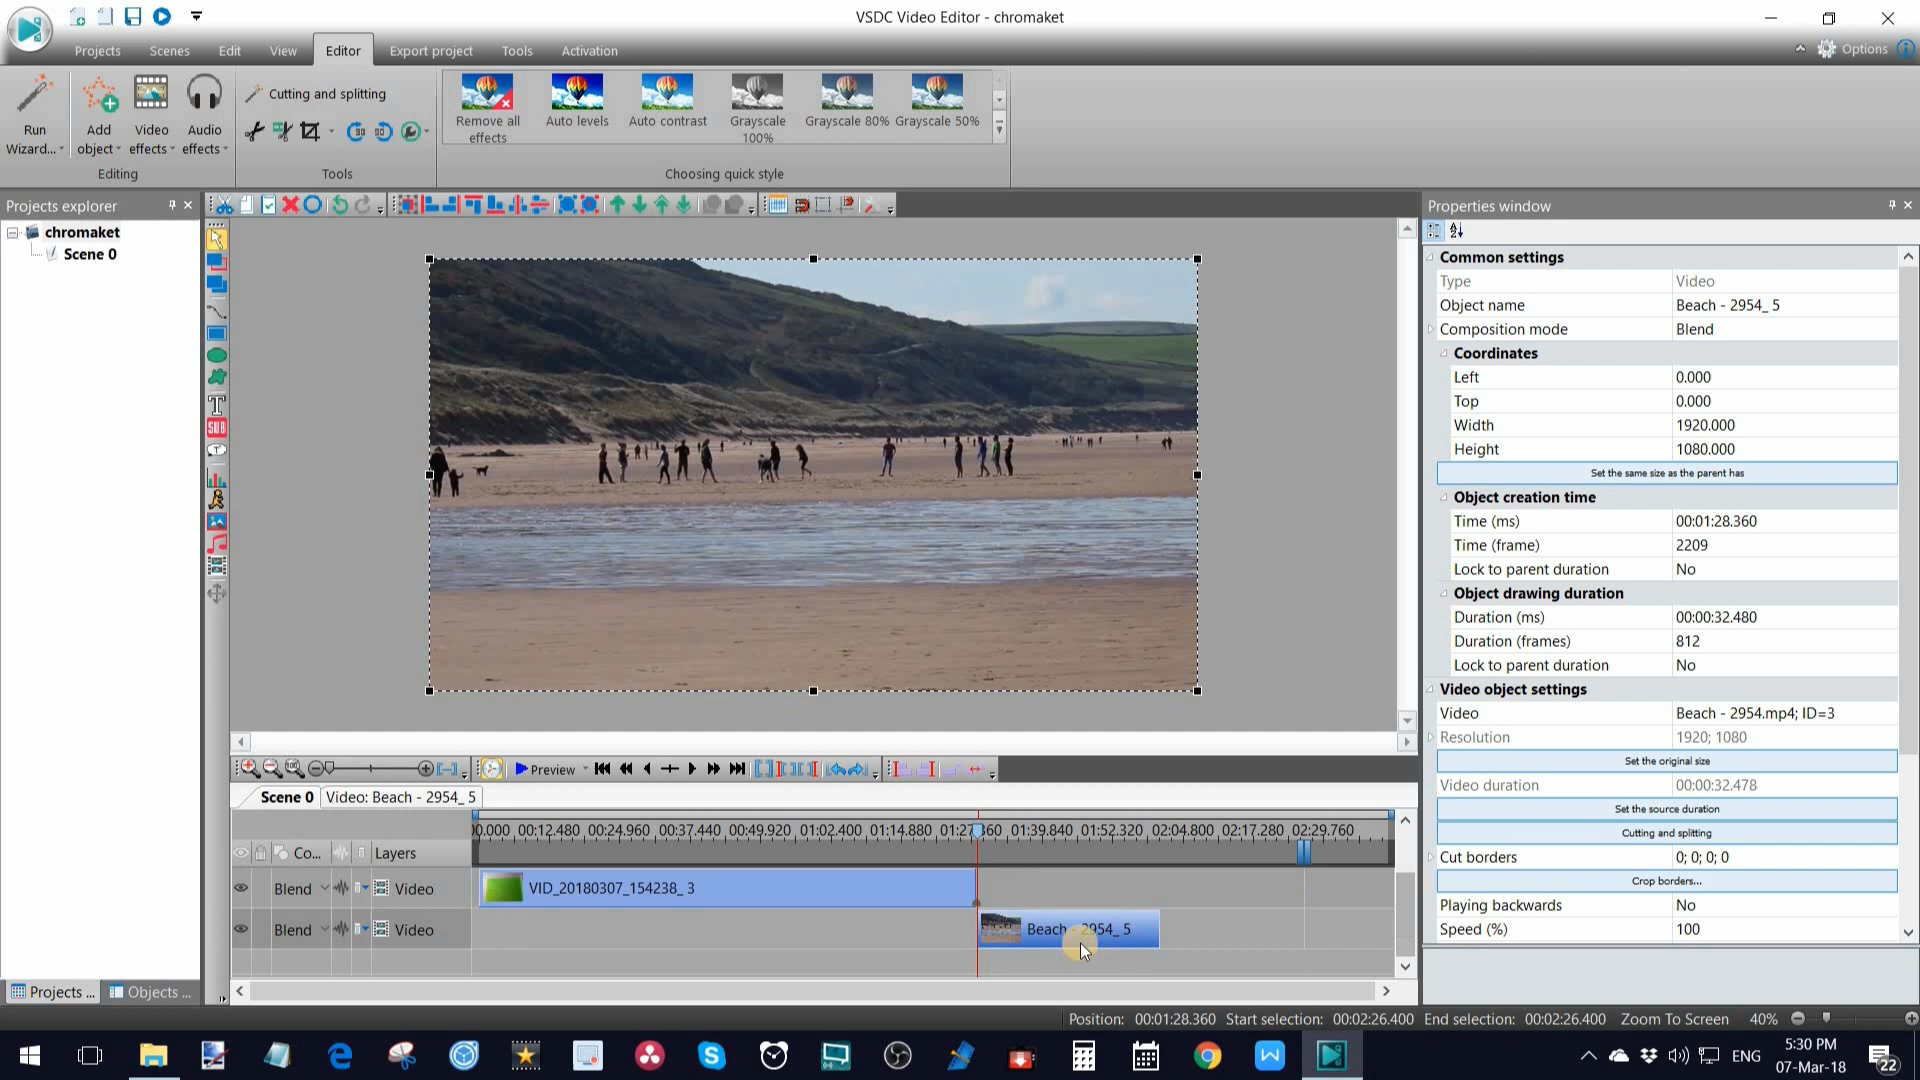 VSDC Video Editor - chromaket
Projects
Scenes
Edit
View
Editor
Export project
Tools
Activation
Options
Run
Wizard...
Add
object
Video
effects
Audio
effects
Editing
Cutting and splitting
Tools
Remove all
effects
Auto levels
Auto contrast
Grayscale
100%
Grayscale 80%
Grayscale 50%
Choosing quick style
Projects explorer
chromaket
Scene 0
T
SUB
Properties window
Common settings
Type Video
Object name Beach - 2954_ 5
Composition mode Blend
Coordinates
Left 0.000
Top 0.000
Width 1920.000
Height 1080.000
Set the same size as the parent has
Object creation time
Time (ms) 00:01:28.360
Time (frame) 2209
Lock to parent duration No
Object drawing duration
Duration (ms) 00:00:32.480
Duration (frames) 812
Lock to parent duration No
Video object settings
Video Beach - 2954.mp4; ID=3
Resolution 1920; 1080
Set the original size
Video duration 00:00:32.478
Set the source duration
Cutting and splitting
Cut borders 0; 0; 0; 0
Crop borders...
Playing backwards No
Speed (%) 100
Preview
Scene 0
Video: Beach - 2954_ 5
00:12.480 00:24.960 00:37.440 00:49.920 01:02.400 01:14.880 01:39.840 01:52.320 02:04.800 02:17.280 02:29.760
Co... Layers
Blend Video
VID_20180307_154238_ 3
Blend Video
Beach - 2954_ 5
Projects ...
Objects ...
Position: 00:01:28.360 Start selection: 00:02:26.400 End selection: 00:02:26.400 Zoom To Screen 40%
ENG
5:30 PM
07-Mar-18
22